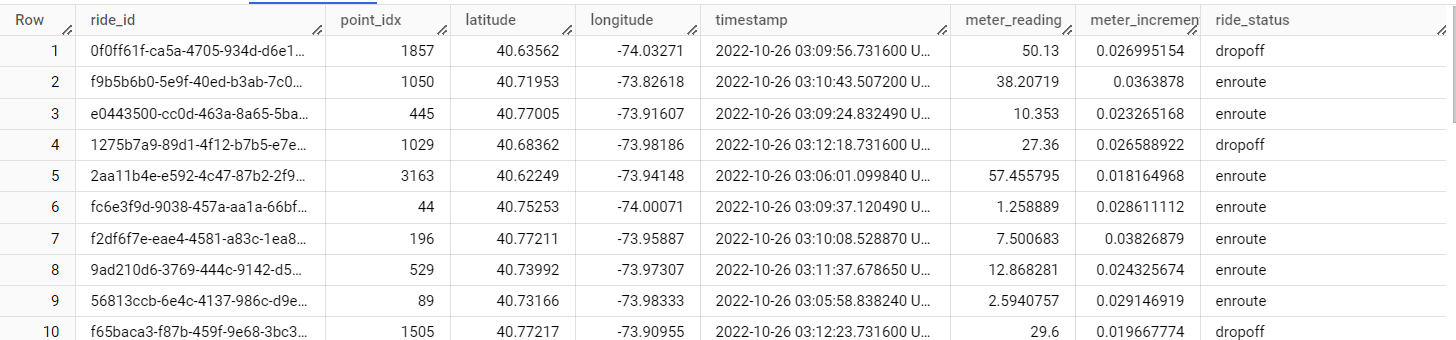 Row ride_id point_idx latitude longitude timestamp meter_reading meter_increment ride_status
1 0f0ff61f-ca5a-4705-934d-d6e1... 1857 40.63562 -74.03271 2022-10-26 03:09:56.731600 U... 50.13 0.026995154 dropoff
2 f9b5b6b0-5e9f-40ed-b3ab-7c0... 1050 40.71953 -73.82618 2022-10-26 03:10:43.507200 U... 38.20719 0.0363878 enroute
3 e0443500-cc0d-463a-8a65-5ba... 445 40.77005 -73.91607 2022-10-26 03:09:24.832490 U... 10.353 0.023265168 enroute
4 1275b7a9-89d1-4f12-b7b5-e7e... 1029 40.68362 -73.98186 2022-10-26 03:12:18.731600 U... 27.36 0.026588922 dropoff
5 2aa11b4e-e592-4c47-87b2-2f9... 3163 40.62249 -73.94148 2022-10-26 03:06:01.099840 U... 57.455795 0.018164968 enroute
6 fc6e3f9d-9038-457a-aa1a-66bf... 44 40.75253 -74.00071 2022-10-26 03:09:37.120490 U... 1.258889 0.028611112 enroute
7 f2df6f7e-eae4-4581-a83c-1ea8... 196 40.77211 -73.95887 2022-10-26 03:10:08.528870 U... 7.500683 0.03826879 enroute
8 9ad210d6-3769-444c-9142-d5... 529 40.73992 -73.97307 2022-10-26 03:11:37.678650 U... 12.868281 0.024325674 enroute
9 56813ccb-6e4c-4137-986c-d9e... 89 40.73166 -73.98333 2022-10-26 03:05:58.838240 U... 2.5940757 0.029146919 enroute
10 f65baca3-f87b-459f-9e68-3bc3... 1505 40.77217 -73.90955 2022-10-26 03:12:23.731600 U... 29.6 0.019667774 dropoff